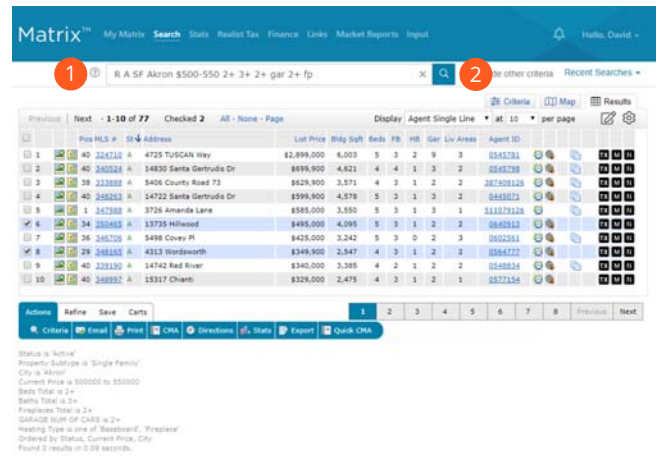 Matrix™ My Matrix Search Stats Realist Tax Finance Links Market Reports Input Hello, David
1 ? R A SF Akron $500-550 2+ 3+ 2+ gar 2+ fp × 2 de other criteria Recent Searches
Criteria Map Results
Previous Next · 1-10 of 77 Checked 2 All · None · Page Display Agent Single Line at 10 per page
Pics MLS # St Address List Price Bldg Sqft Beds FB HB Gar Liv Areas Agent ID
1 40 324710 A 4725 TUSCAN Way $2,899,000 6,003 5 3 2 9 3 0545781
2 40 340524 A 14830 Santa Gertrudis Dr $699,900 4,621 4 4 1 3 2 0545798
3 38 333888 A 5406 County Road 73 $629,900 3,571 4 3 1 2 2 387408126
4 40 348263 A 14722 Santa Gertrudis Dr $599,900 4,578 5 3 1 3 2 0445071
5 1 347988 A 3726 Amanda Lane $585,000 3,550 5 3 1 3 1 511079126
6 34 350465 A 13735 Hillwood $495,000 4,095 5 3 1 2 2 0640913
7 36 346706 A 5498 Covey Pl $425,000 3,242 5 3 0 2 3 0602561
8 29 348560 A 4313 Wordsworth $349,900 2,547 4 3 1 2 2 0564777
9 40 339190 A 14742 Red River $340,000 3,385 4 2 1 2 2 0548834
10 40 348957 A 15317 Chianti $329,000 2,475 4 3 1 2 1 0577154
Actions Refine Save Carts 1 2 3 4 5 6 7 8 Previous Next
Criteria Email Print CMA Directions Stats Export Quick CMA
Status is 'Active'
Property Subtype is 'Single Family'
City is 'Akron'
Current Price is 500000 to 550000
Beds Total is 2+
Baths Total is 3+
Fireplaces Total is 2+
GARAGE NUM OF CARS is 2+
Heating Type is one of 'Baseboard', 'Fireplace'
Ordered by Status, Current Price, City
Found 0 results in 0.09 seconds.